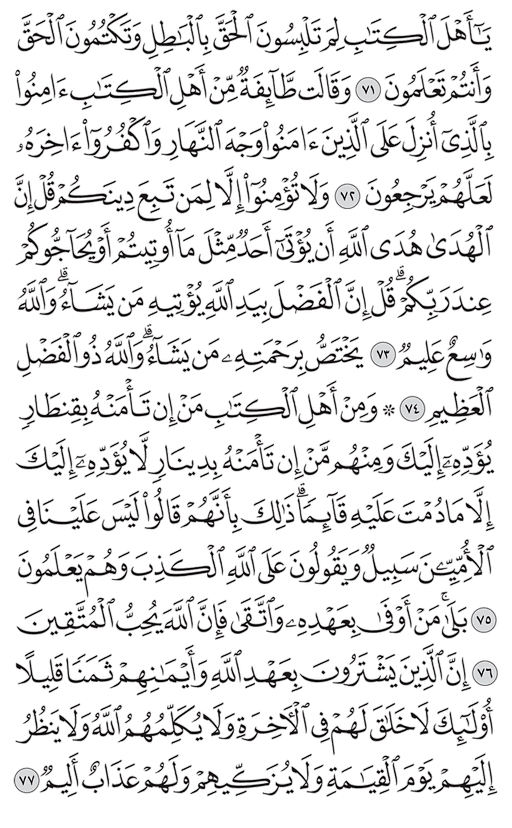 يَـٰٓأَهْلَ ٱلْكِتَـٰبِ لِمَ تَلْبِسُونَ ٱلْحَقَّ بِٱلْبَـٰطِلِ وَتَكْتُمُونَ ٱلْحَقَّ
وَأَنتُمْ تَعْلَمُونَ ٧١ وَقَالَت طَّآئِفَةٌ مِّنْ أَهْلِ ٱلْكِتَـٰبِ ءَامِنُوا۟
بِٱلَّذِىٓ أُنزِلَ عَلَى ٱلَّذِينَ ءَامَنُوا۟ وَجْهَ ٱلنَّهَارِ وَٱكْفُرُوٓا۟ ءَاخِرَهُۥ
لَعَلَّهُمْ يَرْجِعُونَ ٧٢ وَلَا تُؤْمِنُوٓا۟ إِلَّا لِمَن تَبِعَ دِينَكُمْ قُلْ إِنَّ
ٱلْهُدَىٰ هُدَى ٱللَّهِ أَن يُؤْتَىٰٓ أَحَدٌ مِّثْلَ مَآ أُوتِيتُمْ أَوْ يُحَآجُّوكُمْ
عِندَ رَبِّكُمْ ۗ قُلْ إِنَّ ٱلْفَضْلَ بِيَدِ ٱللَّهِ يُؤْتِيهِ مَن يَشَآءُ ۗ وَٱللَّهُ
وَٰسِعٌ عَلِيمٌ ٧٣ يَخْتَصُّ بِرَحْمَتِهِۦ مَن يَشَآءُ ۗ وَٱللَّهُ ذُو ٱلْفَضْلِ
ٱلْعَظِيمِ ٧٤ ۞ وَمِنْ أَهْلِ ٱلْكِتَـٰبِ مَنْ إِن تَأْمَنْهُ بِقِنطَارٍ
يُؤَدِّهِۦٓ إِلَيْكَ وَمِنْهُم مَّنْ إِن تَأْمَنْهُ بِدِينَارٍ لَّا يُؤَدِّهِۦٓ إِلَيْكَ
إِلَّا مَا دُمْتَ عَلَيْهِ قَآئِمًا ۗ ذَٰلِكَ بِأَنَّهُمْ قَالُوا۟ لَيْسَ عَلَيْنَا فِى
ٱلْأُمِّيِّـۧنَ سَبِيلٌ وَيَقُولُونَ عَلَى ٱللَّهِ ٱلْكَذِبَ وَهُمْ يَعْلَمُونَ
٧٥ بَلَىٰ ۚ مَنْ أَوْفَىٰ بِعَهْدِهِۦ وَٱتَّقَىٰ فَإِنَّ ٱللَّهَ يُحِبُّ ٱلْمُتَّقِينَ
٧٦ إِنَّ ٱلَّذِينَ يَشْتَرُونَ بِعَهْدِ ٱللَّهِ وَأَيْمَـٰنِهِمْ ثَمَنًا قَلِيلًا
أُو۟لَـٰٓئِكَ لَا خَلَـٰقَ لَهُمْ فِى ٱلْـَٔاخِرَةِ وَلَا يُكَلِّمُهُمُ ٱللَّهُ وَلَا يَنظُرُ
إِلَيْهِمْ يَوْمَ ٱلْقِيَـٰمَةِ وَلَا يُزَكِّيهِمْ وَلَهُمْ عَذَابٌ أَلِيمٌ ٧٧